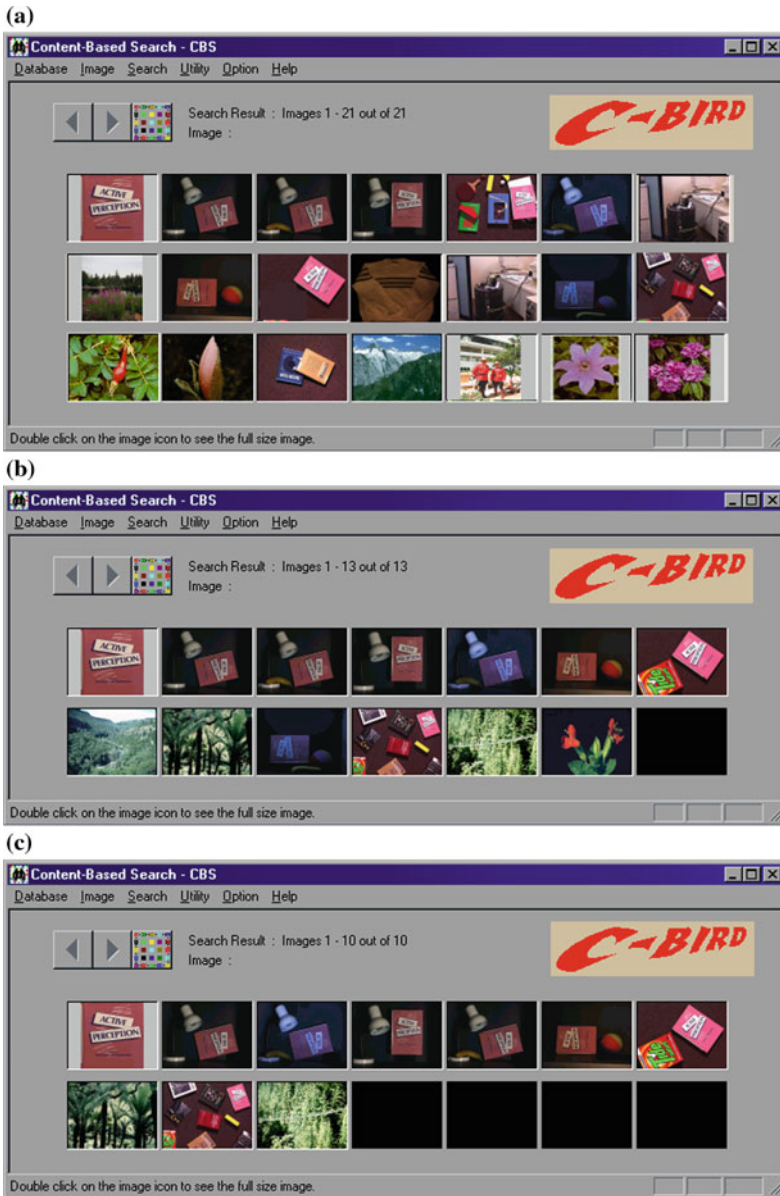 (a)
Content-Based Search - CBS
Database Image Search Utility Option Help
Search Result : Images 1 - 21 out of 21
Image :
C-BIRD
ACTIVE
PERCEPTION
Double click on the image icon to see the full size image.
(b)
Content-Based Search - CBS
Database Image Search Utility Option Help
Search Result : Images 1 - 13 out of 13
Image :
C-BIRD
ACTIVE
PERCEPTION
Double click on the image icon to see the full size image.
(c)
Content-Based Search - CBS
Database Image Search Utility Option Help
Search Result : Images 1 - 10 out of 10
Image :
C-BIRD
ACTIVE
PERCEPTION
Double click on the image icon to see the full size image.